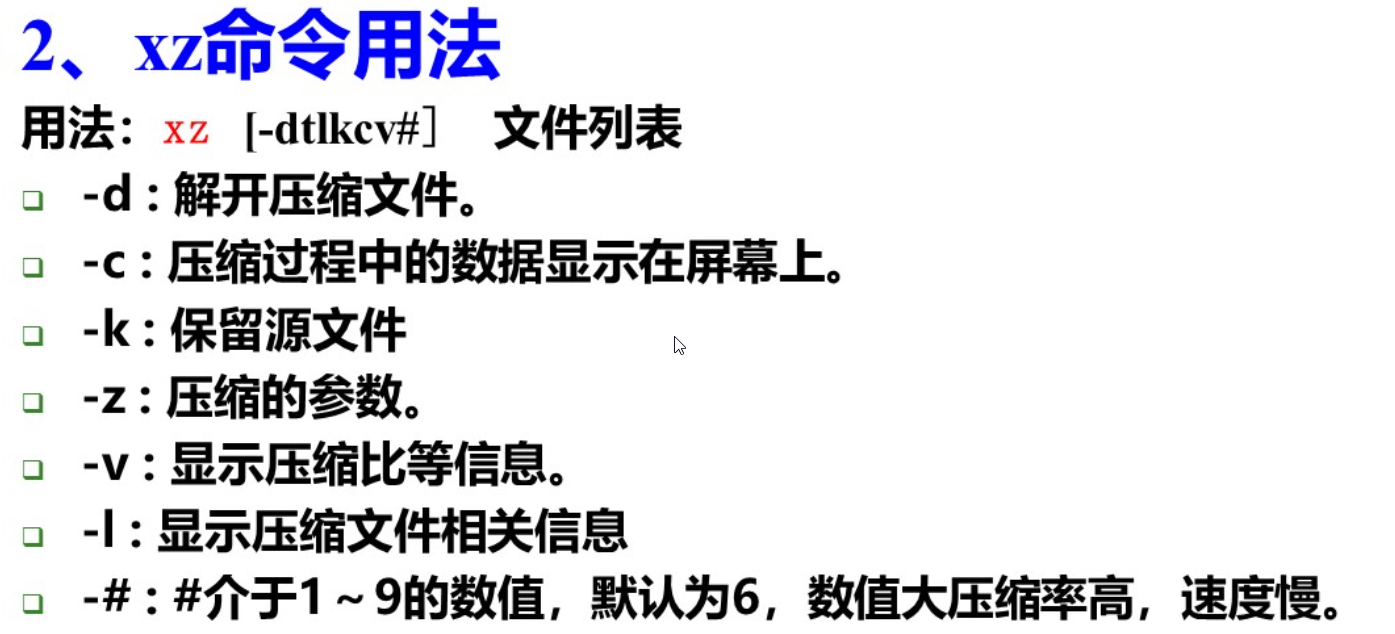 2、xz命令用法
用法：xz [-dtlkcv#］ 文件列表
-d：解开压缩文件。
-c：压缩过程中的数据显示在屏幕上。
-k：保留源文件
-z：压缩的参数。
-v：显示压缩比等信息。
-l：显示压缩文件相关信息
-#：#介于1～9的数值，默认为6，数值大压缩率高，速度慢。